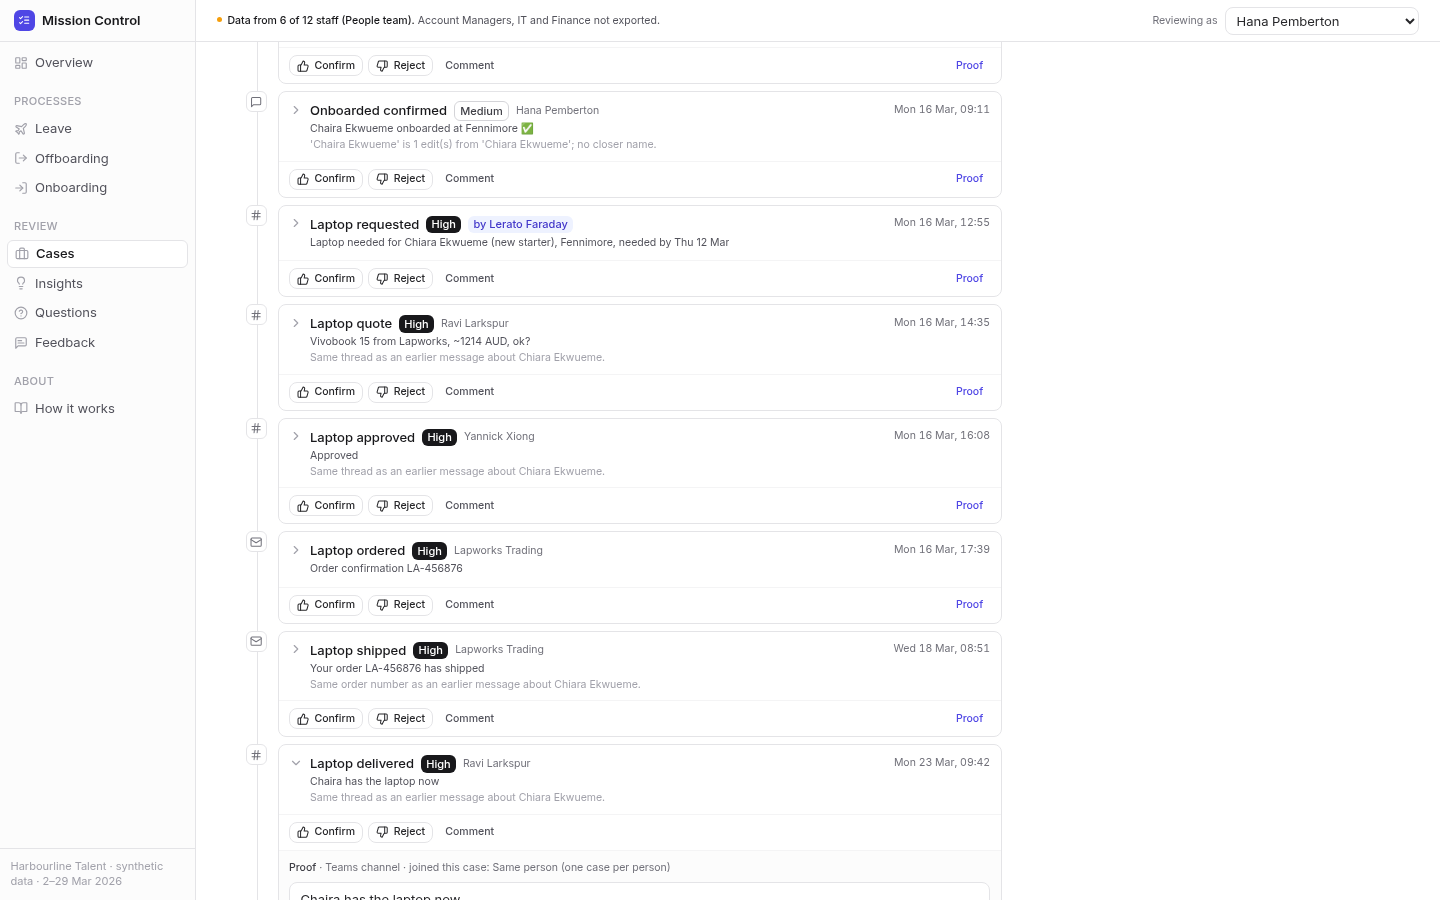 Mission Control
Data from 6 of 12 staff (People team). Account Managers, IT and Finance not exported.
Reviewing as
Hana Pemberton
Overview
PROCESSES
Leave
Offboarding
Onboarding
REVIEW
Cases
Insights
Questions
Feedback
ABOUT
How it works
Harbourline Talent · synthetic
data · 2–29 Mar 2026
Confirm Reject Comment Proof
Onboarded confirmed Medium Hana Pemberton Mon 16 Mar, 09:11
Chaira Ekwueme onboarded at Fennimore ✅
'Chaira Ekwueme' is 1 edit(s) from 'Chiara Ekwueme'; no closer name.
Confirm Reject Comment Proof
Laptop requested High by Lerato Faraday Mon 16 Mar, 12:55
Laptop needed for Chiara Ekwueme (new starter), Fennimore, needed by Thu 12 Mar
Confirm Reject Comment Proof
Laptop quote High Ravi Larkspur Mon 16 Mar, 14:35
Vivobook 15 from Lapworks, ~1214 AUD, ok?
Same thread as an earlier message about Chiara Ekwueme.
Confirm Reject Comment Proof
Laptop approved High Yannick Xiong Mon 16 Mar, 16:08
Approved
Same thread as an earlier message about Chiara Ekwueme.
Confirm Reject Comment Proof
Laptop ordered High Lapworks Trading Mon 16 Mar, 17:39
Order confirmation LA-456876
Confirm Reject Comment Proof
Laptop shipped High Lapworks Trading Wed 18 Mar, 08:51
Your order LA-456876 has shipped
Same order number as an earlier message about Chiara Ekwueme.
Confirm Reject Comment Proof
Laptop delivered High Ravi Larkspur Mon 23 Mar, 09:42
Chaira has the laptop now
Same thread as an earlier message about Chiara Ekwueme.
Confirm Reject Comment
Proof · Teams channel · joined this case: Same person (one case per person)
Chaira has the laptop now